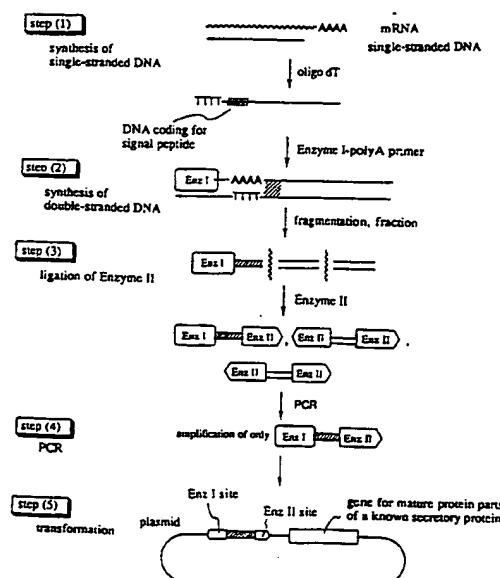 step (1)
synthesis of
single-stranded DNA
AAAA
mRNA
single-stranded DNA
oligo dT
TTTT
DNA coding for
signal peptide
Enzyme I-polyA primer
step (2)
synthesis of
double-stranded DNA
Enz I
AAAA
TTTT
fragmentation, fraction
step (3)
ligation of Enzyme II
Enz I
Enzyme II
Enz I
Enz II
,
Enz II
Enz II
,
Enz II
Enz II
PCR
step (4)
PCR
amplification of only
Enz I
Enz II
step (5)
transformation
Enz I site
Enz II site
plasmid
gene for mature protein parts
of a known secretory protein